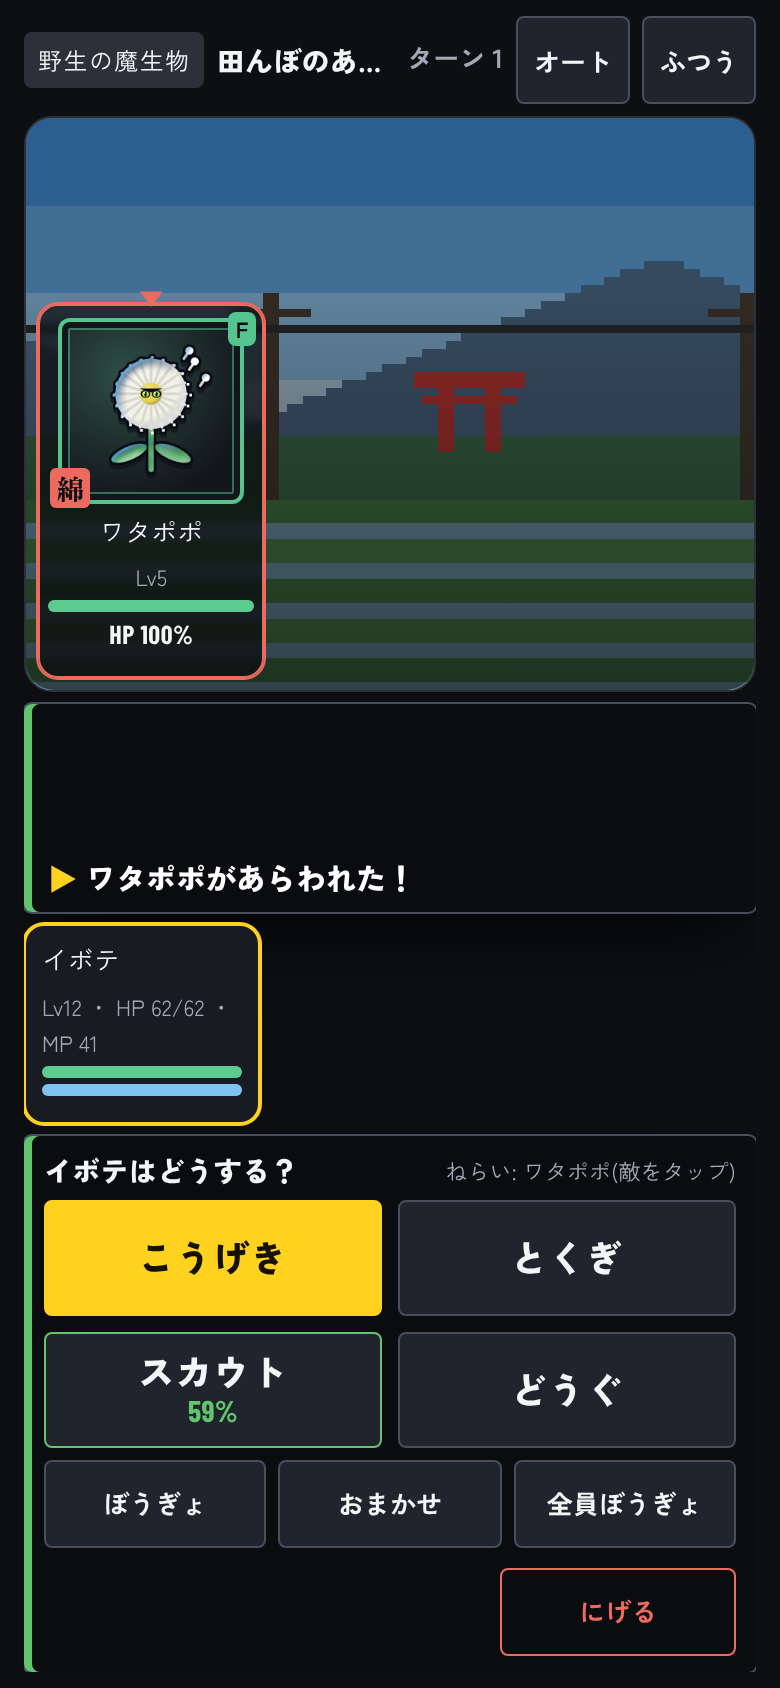 野生の魔生物 田んぼのあ… ターン 1 オート ふつう
F
綿
ワタポポ
Lv5
HP 100%
▶ ワタポポがあらわれた！
イボテ
Lv12 ・ HP 62/62 ・
MP 41
イボテはどうする？ ねらい: ワタポポ(敵をタップ)
こうげき とくぎ
スカウト どうぐ
59%
ぼうぎょ おまかせ 全員ぼうぎょ
にげる